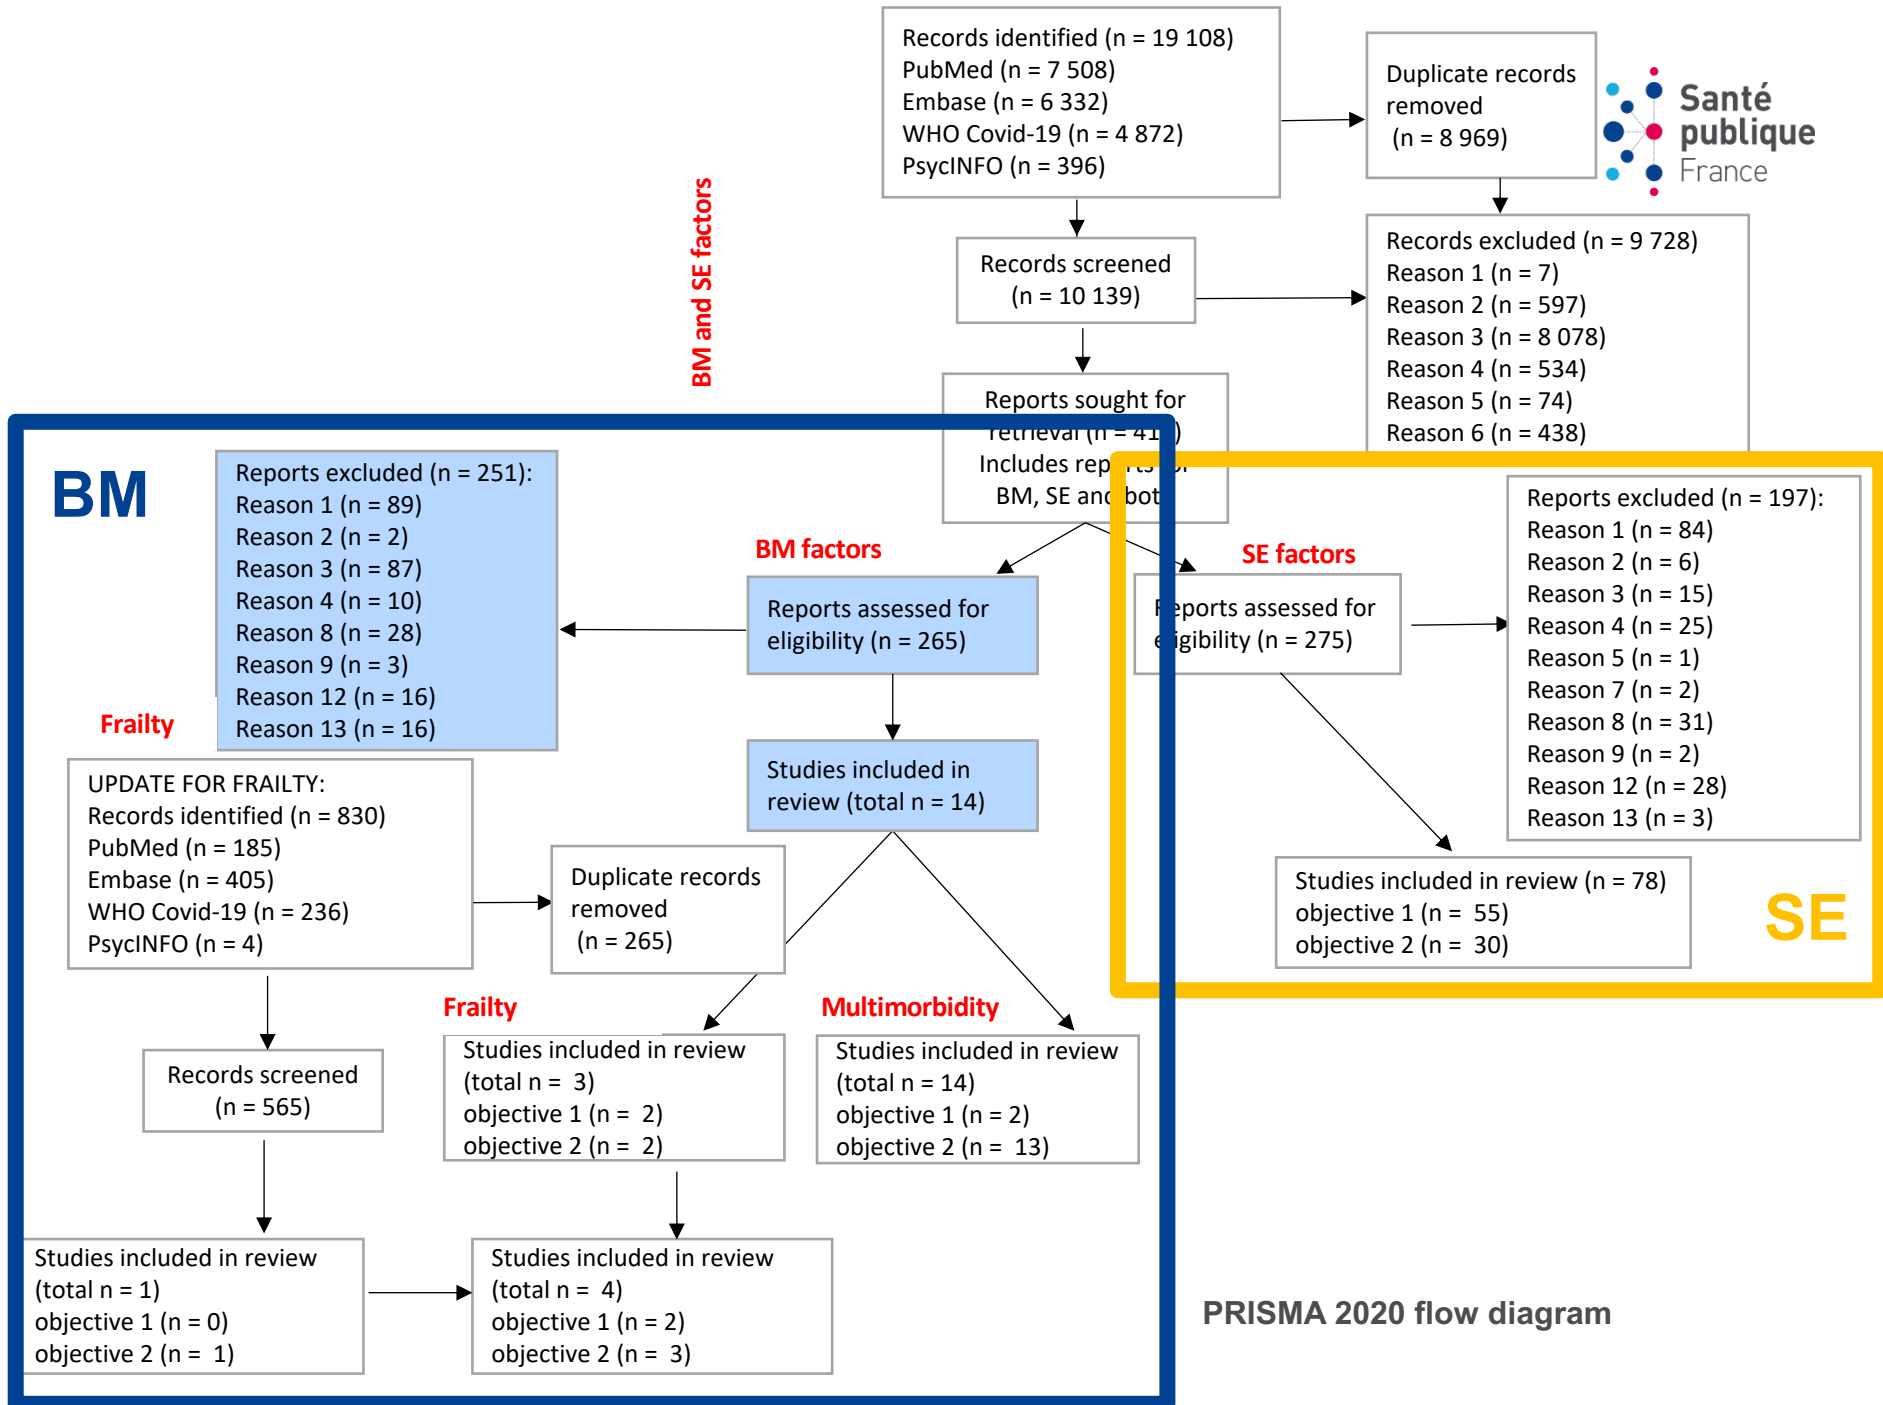 Records identified (n = 19 108)
PubMed (n = 7 508)
Embase (n = 6 332)
WHO Covid-19 (n = 4 872)
PsycINFO (n = 396)
Duplicate records
removed
(n = 8 969)
Santé
publique
France
BM and SE factors
Records screened
(n = 10 139)
Records excluded (n = 9 728)
Reason 1 (n = 7)
Reason 2 (n = 597)
Reason 3 (n = 8 078)
Reason 4 (n = 534)
Reason 5 (n = 74)
Reason 6 (n = 438)
Reports sought for
retrieval (n = 41
Includes reports
BM, SE and
BM
Reports excluded (n = 251):
Reason 1 (n = 89)
Reason 2 (n = 2)
Reason 3 (n = 87)
Reason 4 (n = 10)
Reason 8 (n = 28)
Reason 9 (n = 3)
Reason 12 (n = 16)
Reason 13 (n = 16)
BM factors
Reports assessed for
eligibility (n = 265)
SE factors
Reports assessed for
eligibility (n = 275)
Reports excluded (n = 197):
Reason 1 (n = 84)
Reason 2 (n = 6)
Reason 3 (n = 15)
Reason 4 (n = 25)
Reason 5 (n = 1)
Reason 7 (n = 2)
Reason 8 (n = 31)
Reason 9 (n = 2)
Reason 12 (n = 28)
Reason 13 (n = 3)
Frailty
UPDATE FOR FRAILTY:
Records identified (n = 830)
PubMed (n = 185)
Embase (n = 405)
WHO Covid-19 (n = 236)
PsycINFO (n = 4)
Studies included in
review (total n = 14)
Duplicate records
removed
(n = 265)
Studies included in review (n = 78)
objective 1 (n = 55)
objective 2 (n = 30)
SE
Frailty
Studies included in review
(total n = 3)
objective 1 (n = 2)
objective 2 (n = 2)
Multimorbidity
Studies included in review
(total n = 14)
objective 1 (n = 2)
objective 2 (n = 13)
Records screened
(n = 565)
Studies included in review
(total n = 1)
objective 1 (n = 0)
objective 2 (n = 1)
Studies included in review
(total n = 4)
objective 1 (n = 2)
objective 2 (n = 3)
PRISMA 2020 flow diagram